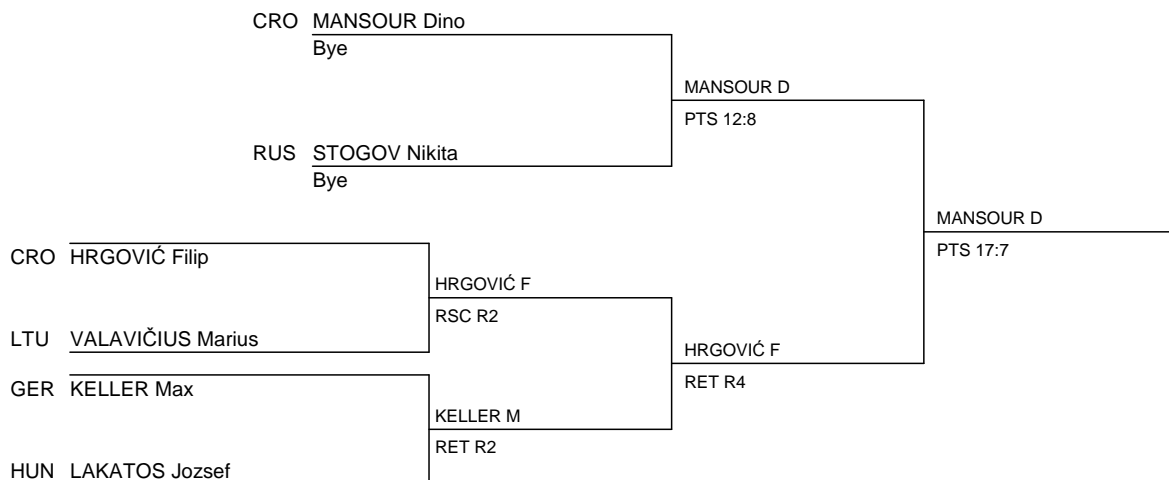 CRO MANSOUR Dino
Bye
MANSOUR D
PTS 12:8
RUS STOGOV Nikita
Bye
MANSOUR D
PTS 17:7
CRO HRGOVIĆ Filip
HRGOVIĆ F
RSC R2
LTU VALAVIČIUS Marius
HRGOVIĆ F
RET R4
GER KELLER Max
KELLER M
RET R2
HUN LAKATOS Jozsef